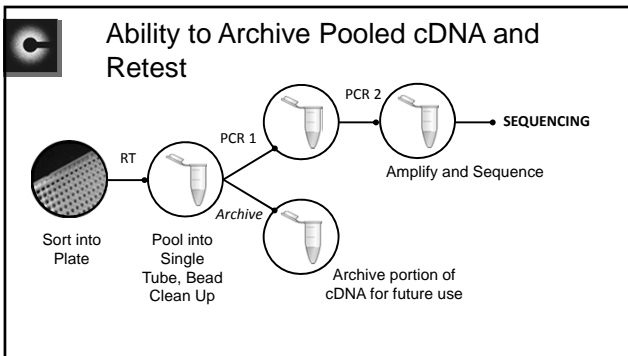 Ability to Archive Pooled cDNA and
Retest
RT
PCR 1
PCR 2
SEQUENCING
Archive
Sort into
Plate
Pool into
Single
Tube, Bead
Clean Up
Amplify and Sequence
Archive portion of
cDNA for future use